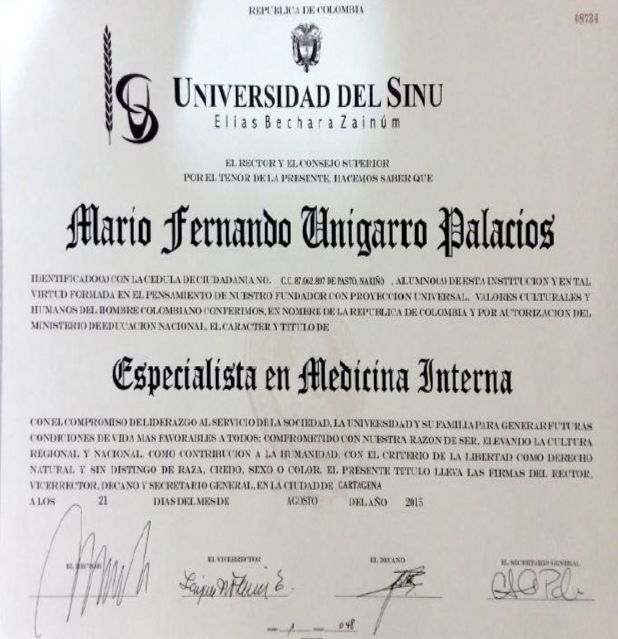 REPUBLICA DE COLOMBIA
08734
UNIVERSIDAD DEL SINU
Elías Bechara Zainúm
EL RECTOR Y EL CONSEJO SUPERIOR
POR EL TENOR DE LA PRESENTE, HACEMOS SABER QUE
Mario Fernando Unigarro Palacios
IDENTIFICADO(A) CON LA CEDULA DE CIUDADANIA NO. C.C. 87.062.897 DE PASTO, NARIÑO , ALUMNO(A) DE ESTA INSTITUCION Y EN TAL
VIRTUD FORMADA EN EL PENSAMIENTO DE NUESTRO FUNDADOR CON PROYECCION UNIVERSAL, VALORES CULTURALES Y
HUMANOS DEL HOMBRE COLOMBIANO CONFERIMOS, EN NOMBRE DE LA REPUBLICA DE COLOMBIA Y POR AUTORIZACION DEL
MINISTERIO DE EDUCACION NACIONAL, EL CARACTER Y TITULO DE
Especialista en Medicina Interna
CON EL COMPROMISO DE LIDERAZGO AL SERVICIO DE LA SOCIEDAD, LA UNIVERSIDAD Y SU FAMILIA PARA GENERAR FUTURAS
CONDICIONES DE VIDA MAS FAVORABLES A TODOS; COMPROMETIDO CON NUESTRA RAZON DE SER, ELEVANDO LA CULTURA
REGIONAL Y NACIONAL, COMO CONTRIBUCION A LA HUMANIDAD, CON EL CRITERIO DE LA LIBERTAD COMO DERECHO
NATURAL Y SIN DISTINGO DE RAZA, CREDO, SEXO O COLOR. EL PRESENTE TITULO LLEVA LAS FIRMAS DEL RECTOR,
VICERRECTOR, DECANO Y SECRETARIO GENERAL, EN LA CIUDAD DE CARTAGENA
A LOS 21 DIAS DEL MES DE AGOSTO DEL AÑO 2015
EL RECTOR EL VICERRECTOR EL DECANO EL SECRETARIO GENERAL
1 048